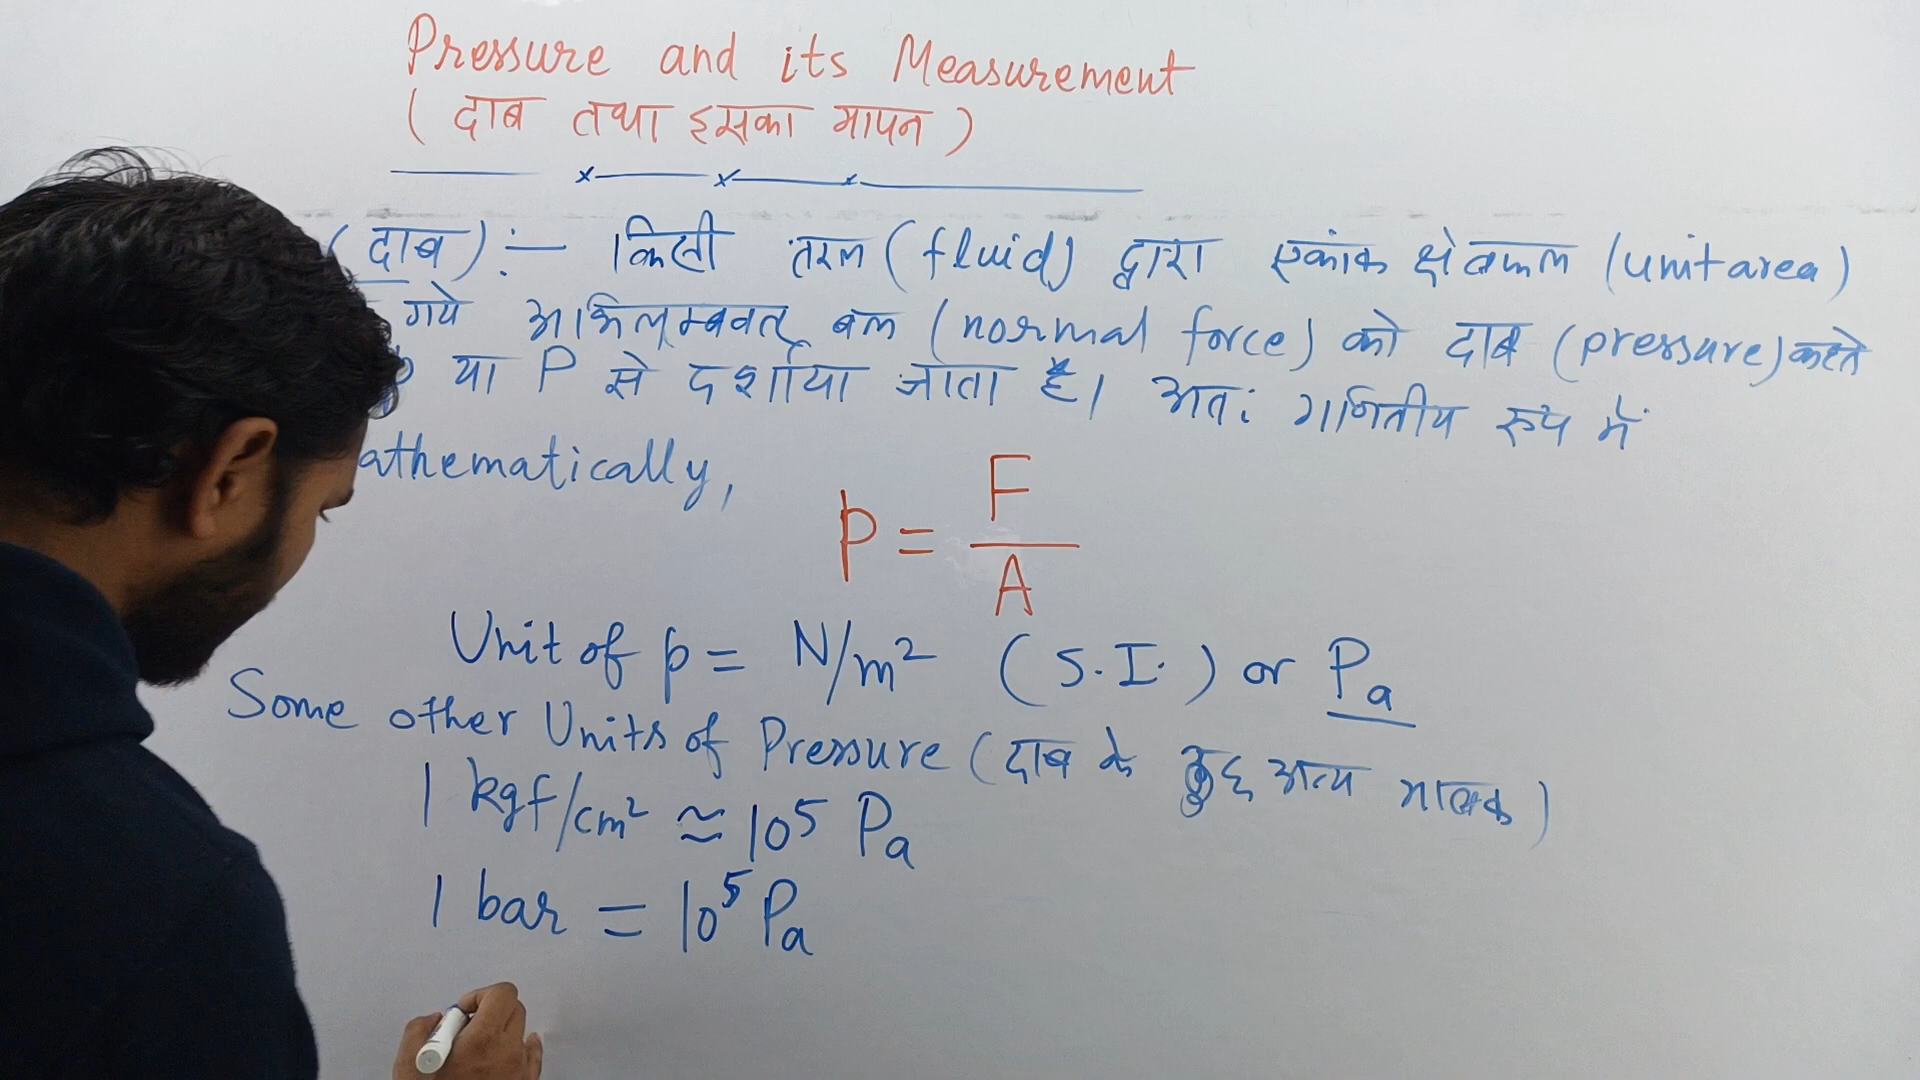 Pressure and its Measurement
(दाब तथा इसका मापन)
(दाब) :- किसी तरल (fluid) द्वारा एकांक क्षेत्रफल (unit area)
गये अभिलम्बवत् बल (normal force) को दाब (pressure) कहते
या P से दर्शाया जाता है। अतः गणितीय रूप में
athematically,
p = F/A
Unit of p = N/m² (S.I.) or Pa
Some other Units of Pressure (दाब के कुछ अन्य मात्रक)
1 kgf/cm² ≈ 10⁵ Pa
1 bar = 10⁵ Pa